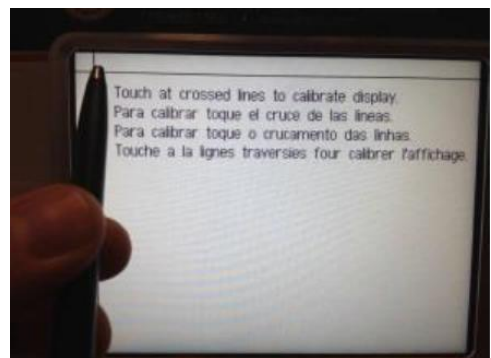 Touch at crossed lines to calibrate display.
Para calibrar toque el cruce de las lineas.
Para calibrar toque o crucamento das linhas.
Touche a la lignes traversies four calibrer l'affichage.